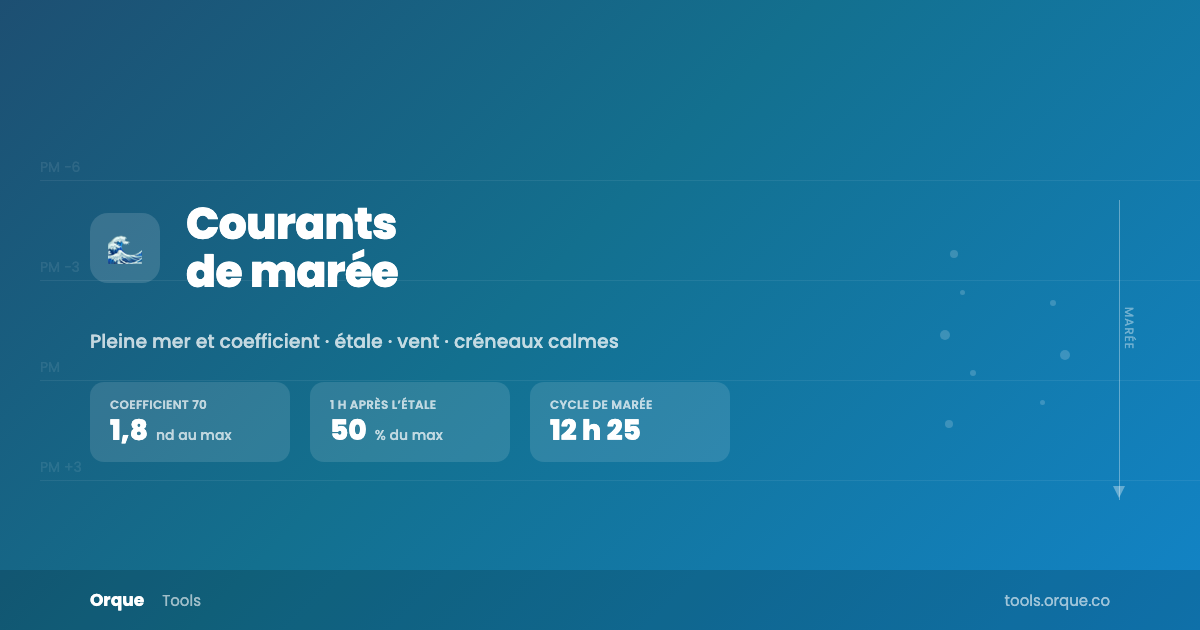 PM -6
Courants
de marée
PM -3
Pleine mer et coefficient · étale · vent · créneaux calmes
PM
COEFFICIENT 70
1,8 nd au max
1 H APRÈS L’ÉTALE
50 % du max
CYCLE DE MARÉE
12 h 25
PM +3
MARÉE
Orque Tools
tools.orque.co